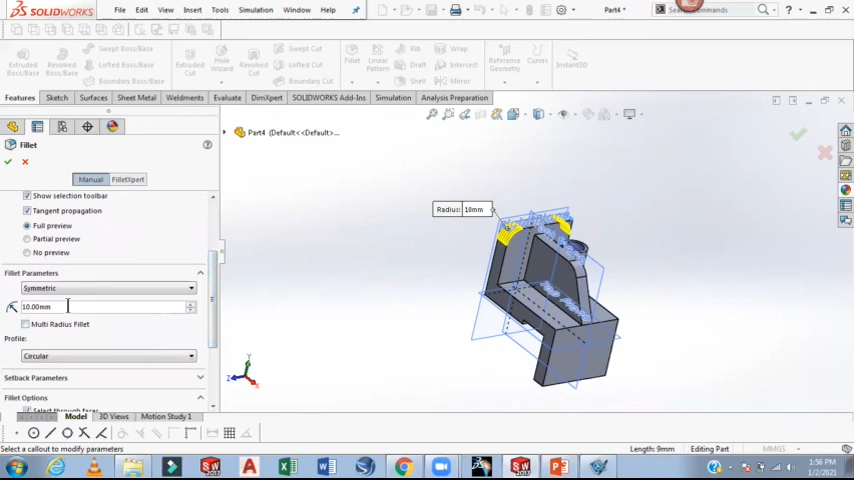 SOLIDWORKS File Edit View Insert Tools Simulation Window Help Part4 * Search Commands
Extruded Boss/Base Revolved Boss/Base Swept Boss/Base Lofted Boss/Base Boundary Boss/Base Extruded Cut Hole Wizard Revolved Cut Swept Cut Lofted Cut Boundary Cut Fillet Linear Pattern Rib Draft Shell Wrap Intersect Mirror Reference Geometry Curves Instant3D
Features Sketch Surfaces Sheet Metal Weldments Evaluate DimXpert SOLIDWORKS Add-Ins Simulation Analysis Preparation
Part4 (Default<<Default>...
Fillet
Manual FilletXpert
Show selection toolbar
Tangent propagation
Full preview
Partial preview
No preview
Radius: 10mm
Fillet Parameters
Symmetric
10.00mm
Multi Radius Fillet
Profile:
Circular
Setback Parameters
Fillet Options
Select through faces
Y
Z X
Model 3D Views Motion Study 1
Select a callout to modify parameters Length: 9mm Editing Part MMGS
1:56 PM
1/2/2021